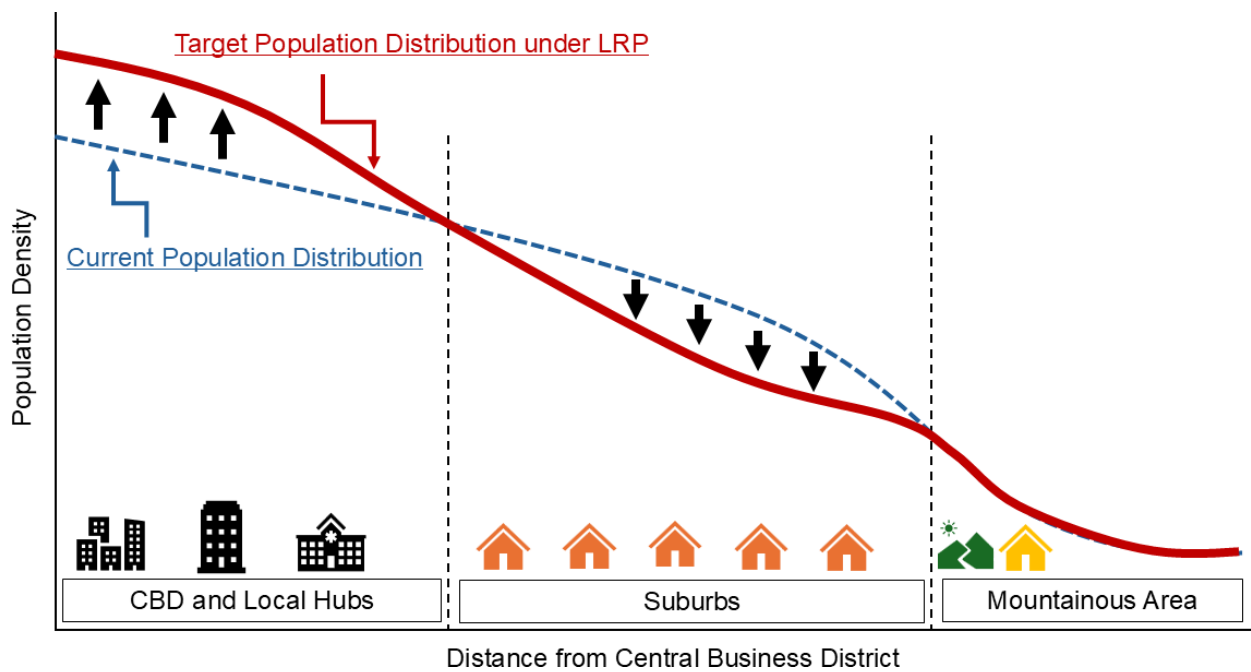 Target Population Distribution under LRP
Current Population Distribution
Population Density
CBD and Local Hubs
Suburbs
Mountainous Area
Distance from Central Business District